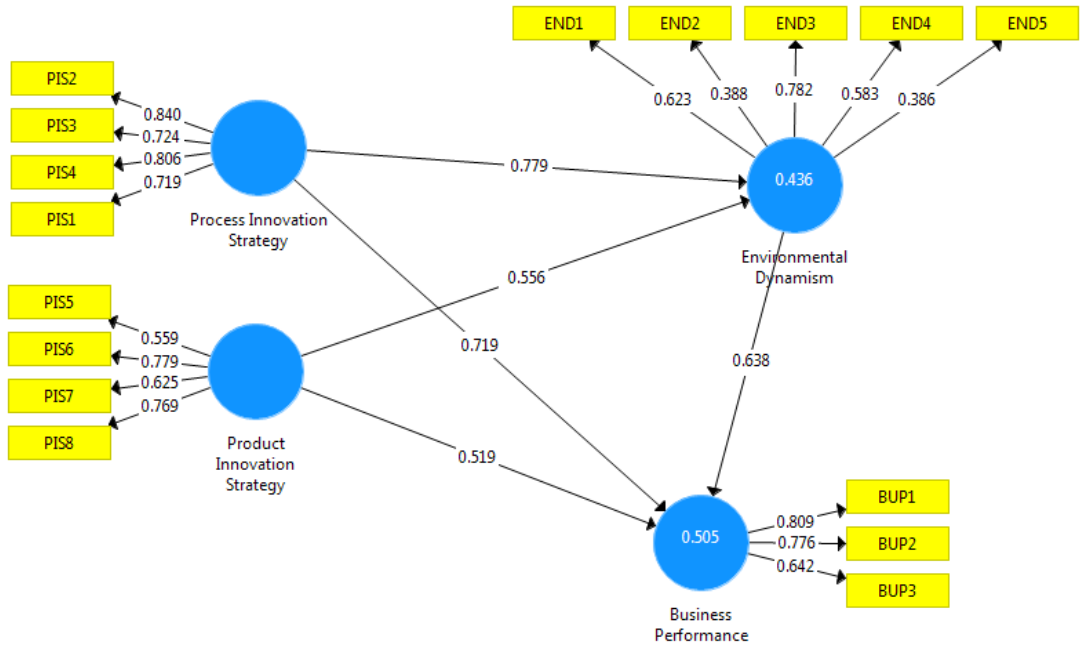 END1
END2
END3
END4
END5
PIS2
PIS3
PIS4
PIS1
0.840
0.724
0.806
0.719
0.623
0.388
0.782
0.583
0.386
Process Innovation
Strategy
0.779
0.436
Environmental
Dynamism
0.556
0.719
0.638
PIS5
PIS6
PIS7
PIS8
0.559
0.779
0.625
0.769
Product
Innovation
Strategy
0.519
0.505
Business
Performance
0.809
0.776
0.642
BUP1
BUP2
BUP3